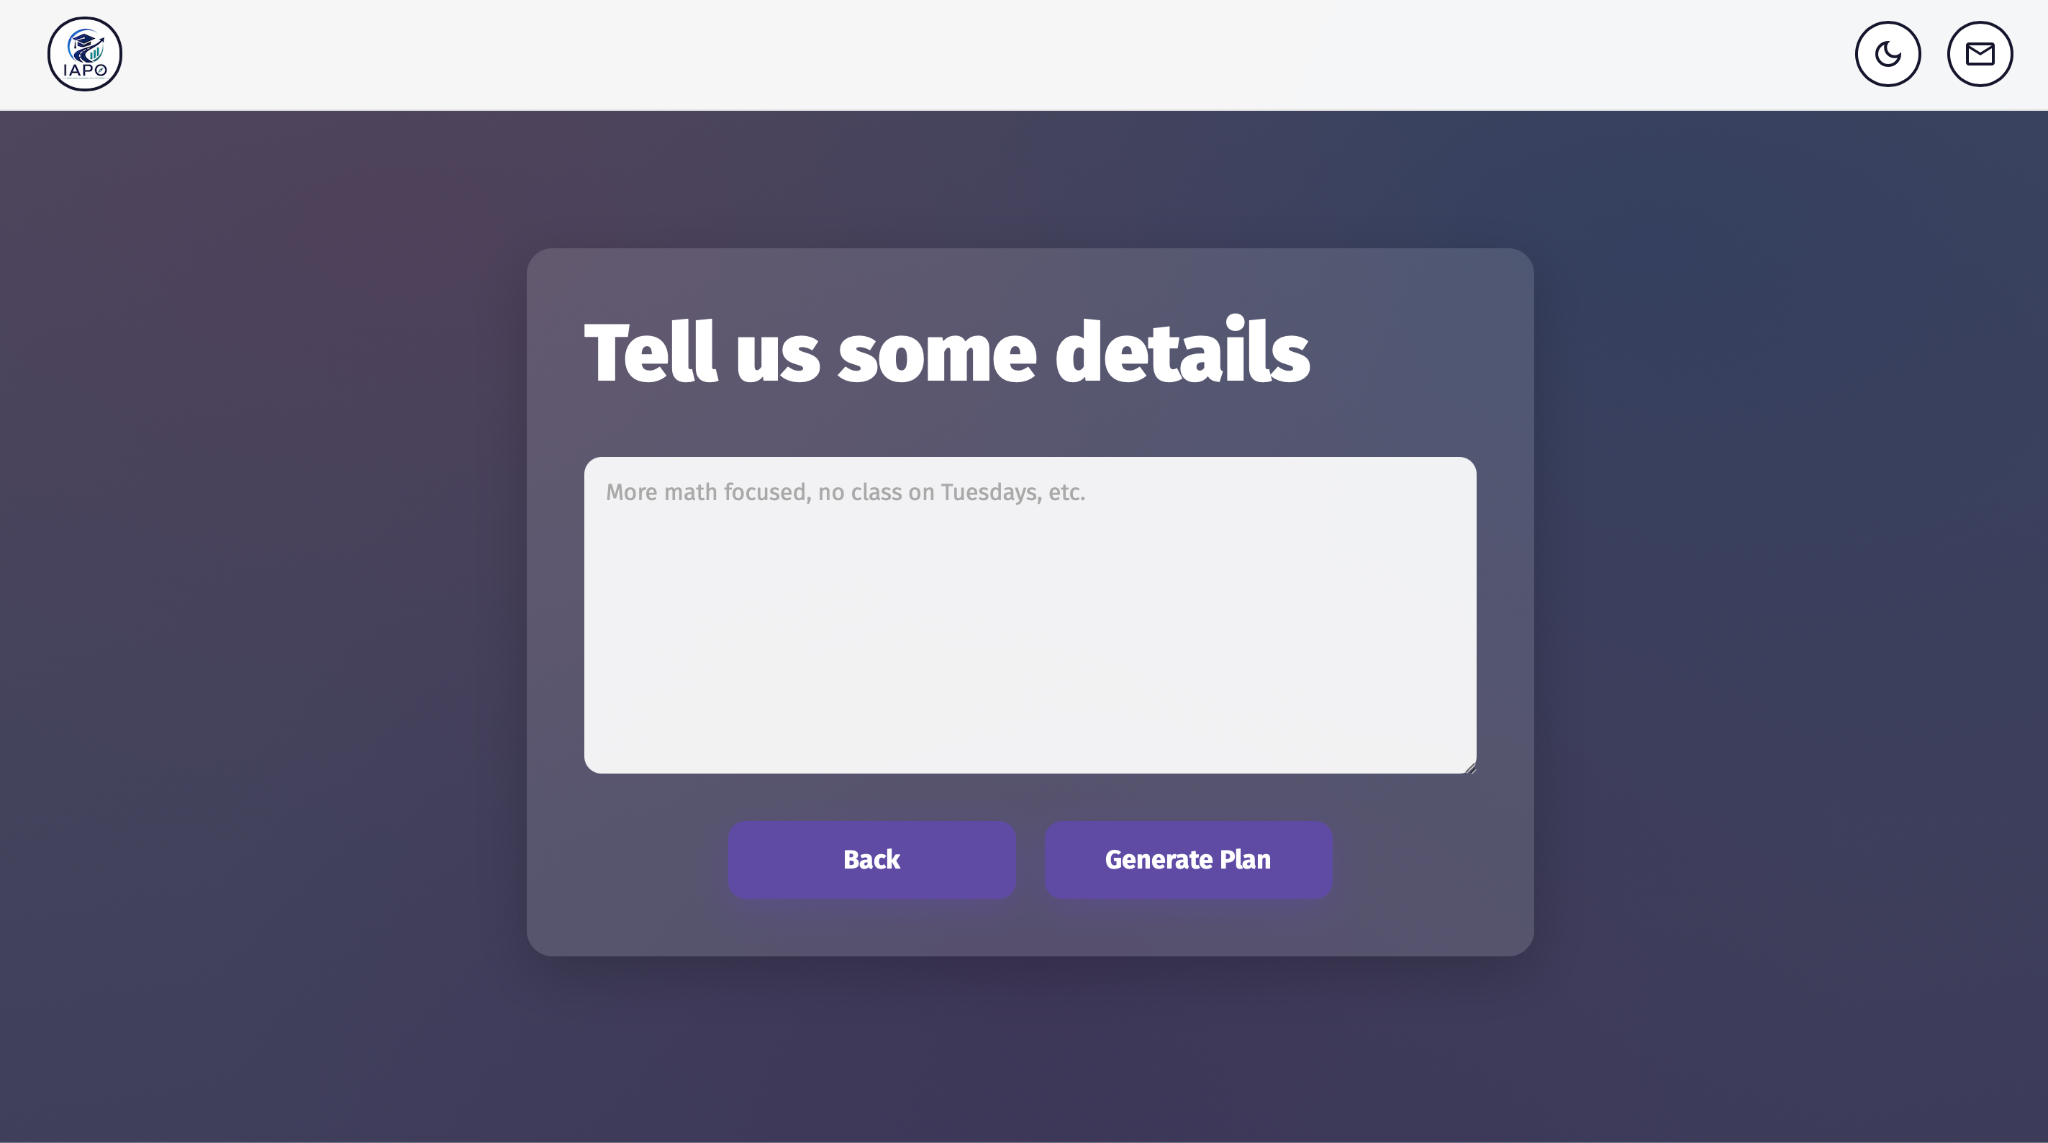 IAPO
Tell us some details
More math focused, no class on Tuesdays, etc.
Back
Generate Plan